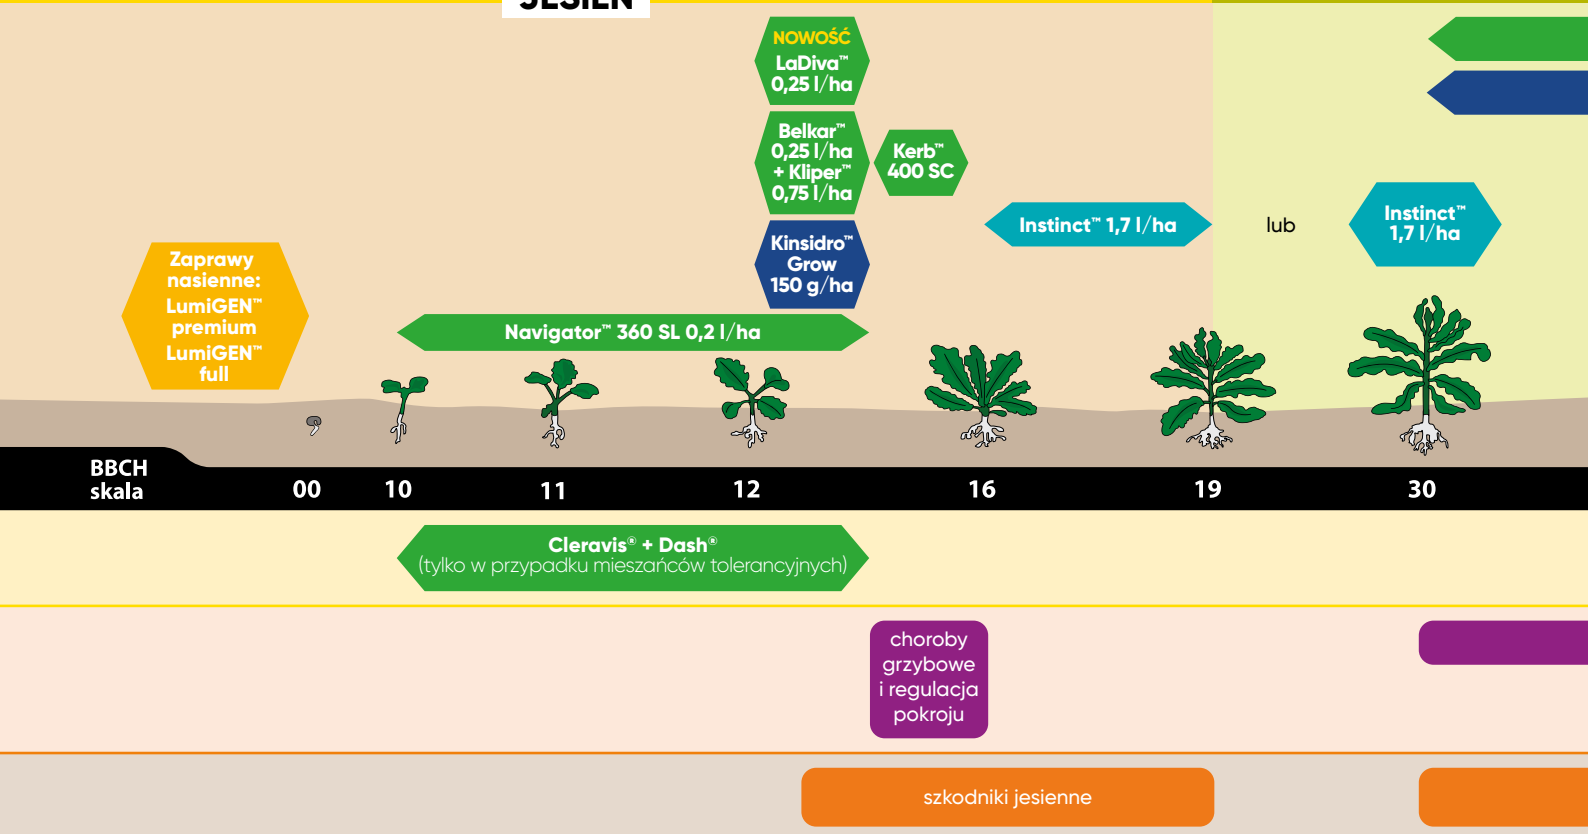 JESIEŃ
NOWOŚĆ
LaDiva™
0,25 l/ha
Belkar™
0,25 l/ha
+ Kliper™
0,75 l/ha
Kerb™
400 SC
Kinsidro™
Grow
150 g/ha
Instinct™ 1,7 l/ha
lub
Instinct™
1,7 l/ha
Zaprawy
nasienne:
LumiGEN™
premium
LumiGEN™
full
Navigator™ 360 SL 0,2 l/ha
BBCH
skala
00
10
11
12
16
19
30
Cleravis® + Dash®
(tylko w przypadku mieszańców tolerancyjnych)
choroby
grzybowe
i regulacja
pokroju
szkodniki jesienne